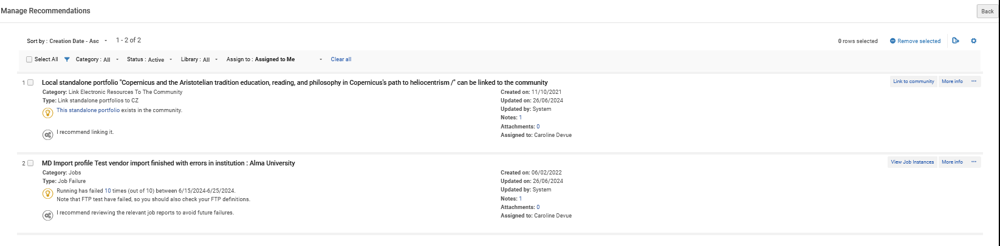 Manage Recommendations
Back
Sort by : Creation Date - Asc 1 - 2 of 2
0 rows selected Remove selected
Select All Category : All Status : Active Library : All Assign to : Assigned to Me Clear all
1 Local standalone portfolio "Copernicus and the Aristotelian tradition education, reading, and philosophy in Copernicus's path to heliocentrism /" can be linked to the community
Link to community More info ...
Category: Link Electronic Resources To The Community
Type: Link standalone portfolios to CZ
This standalone portfolio exists in the community.
I recommend linking it.
Created on: 11/10/2021
Updated on: 26/06/2024
Updated by: System
Notes: 1
Attachments: 0
Assigned to: Caroline Devue
2 MD Import profile Test vendor import finished with errors in institution : Alma University
View Job Instances More info ...
Category: Jobs
Type: Job Failure
Running has failed 10 times (out of 10) between 6/15/2024-6/25/2024.
Note that FTP test have failed, so you should also check your FTP definitions.
I recommend reviewing the relevant job reports to avoid future failures.
Created on: 06/02/2022
Updated on: 26/06/2024
Updated by: System
Notes: 1
Attachments: 0
Assigned to: Caroline Devue